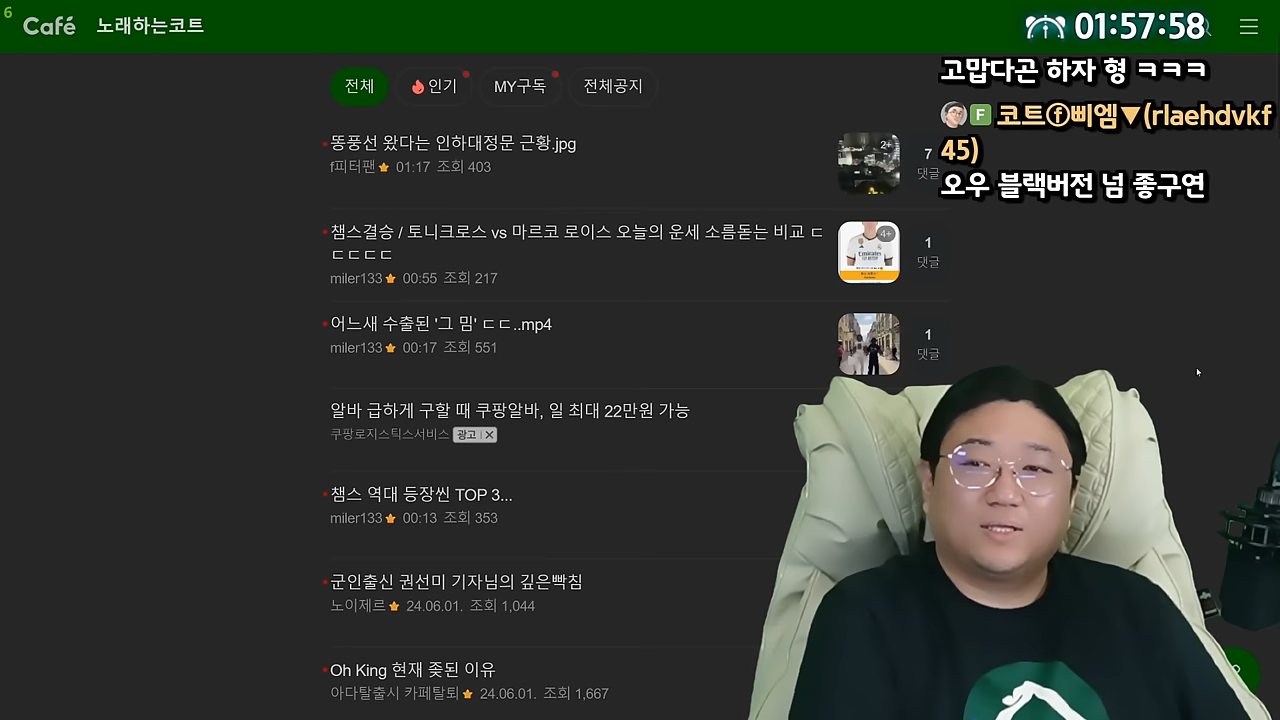 6
Café 노래하는코트
01:57:58
전체 인기 MY구독 전체공지
고맙다곤 하자 형 ㅋㅋㅋ
F 코트ⓕ삐엠▼(rlaehdvkf
45)
오우 블랙버전 넘 좋구연
똥풍선 왔다는 인하대정문 근황.jpg
f피터팬 01:17 조회 403
2+
7
댓글
챔스결승 / 토니크로스 vs 마르코 로이스 오늘의 운세 소름돋는 비교 ㄷ
ㄷㄷㄷㄷ
miler133 00:55 조회 217
4+
Emirates
1
댓글
어느새 수출된 '그 밈' ㄷㄷ..mp4
miler133 00:17 조회 551
1
댓글
알바 급하게 구할 때 쿠팡알바, 일 최대 22만원 가능
쿠팡로지스틱스서비스 광고 X
챔스 역대 등장씬 TOP 3...
miler133 00:13 조회 353
군인출신 권선미 기자님의 깊은빡침
노이제르 24.06.01. 조회 1,044
Oh King 현재 좆된 이유
아다탈출시 카페탈퇴 24.06.01. 조회 1,667